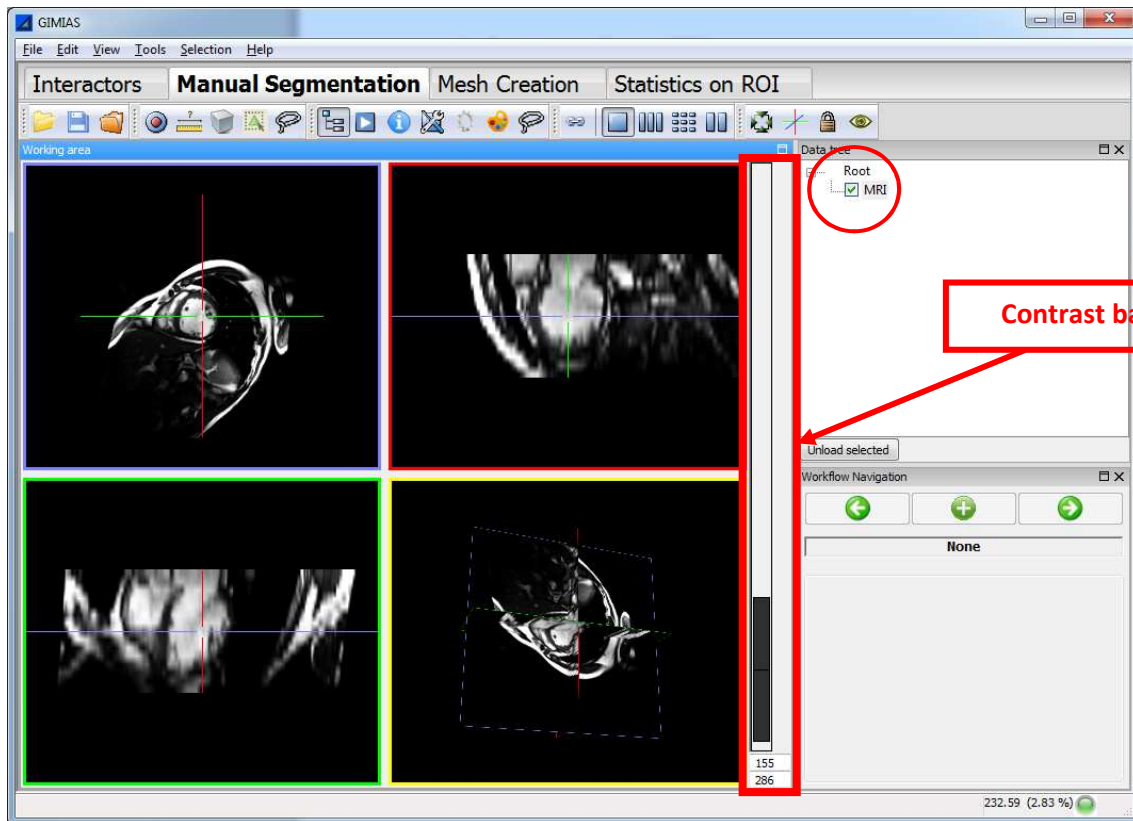 GIMIAS
File Edit View Tools Selection Help
Interactors Manual Segmentation Mesh Creation Statistics on ROI
Working area
Data tree
Root
MRI
Contrast ba
Unload selected
Workflow Navigation
None
155
286
232.59 (2.83 %)